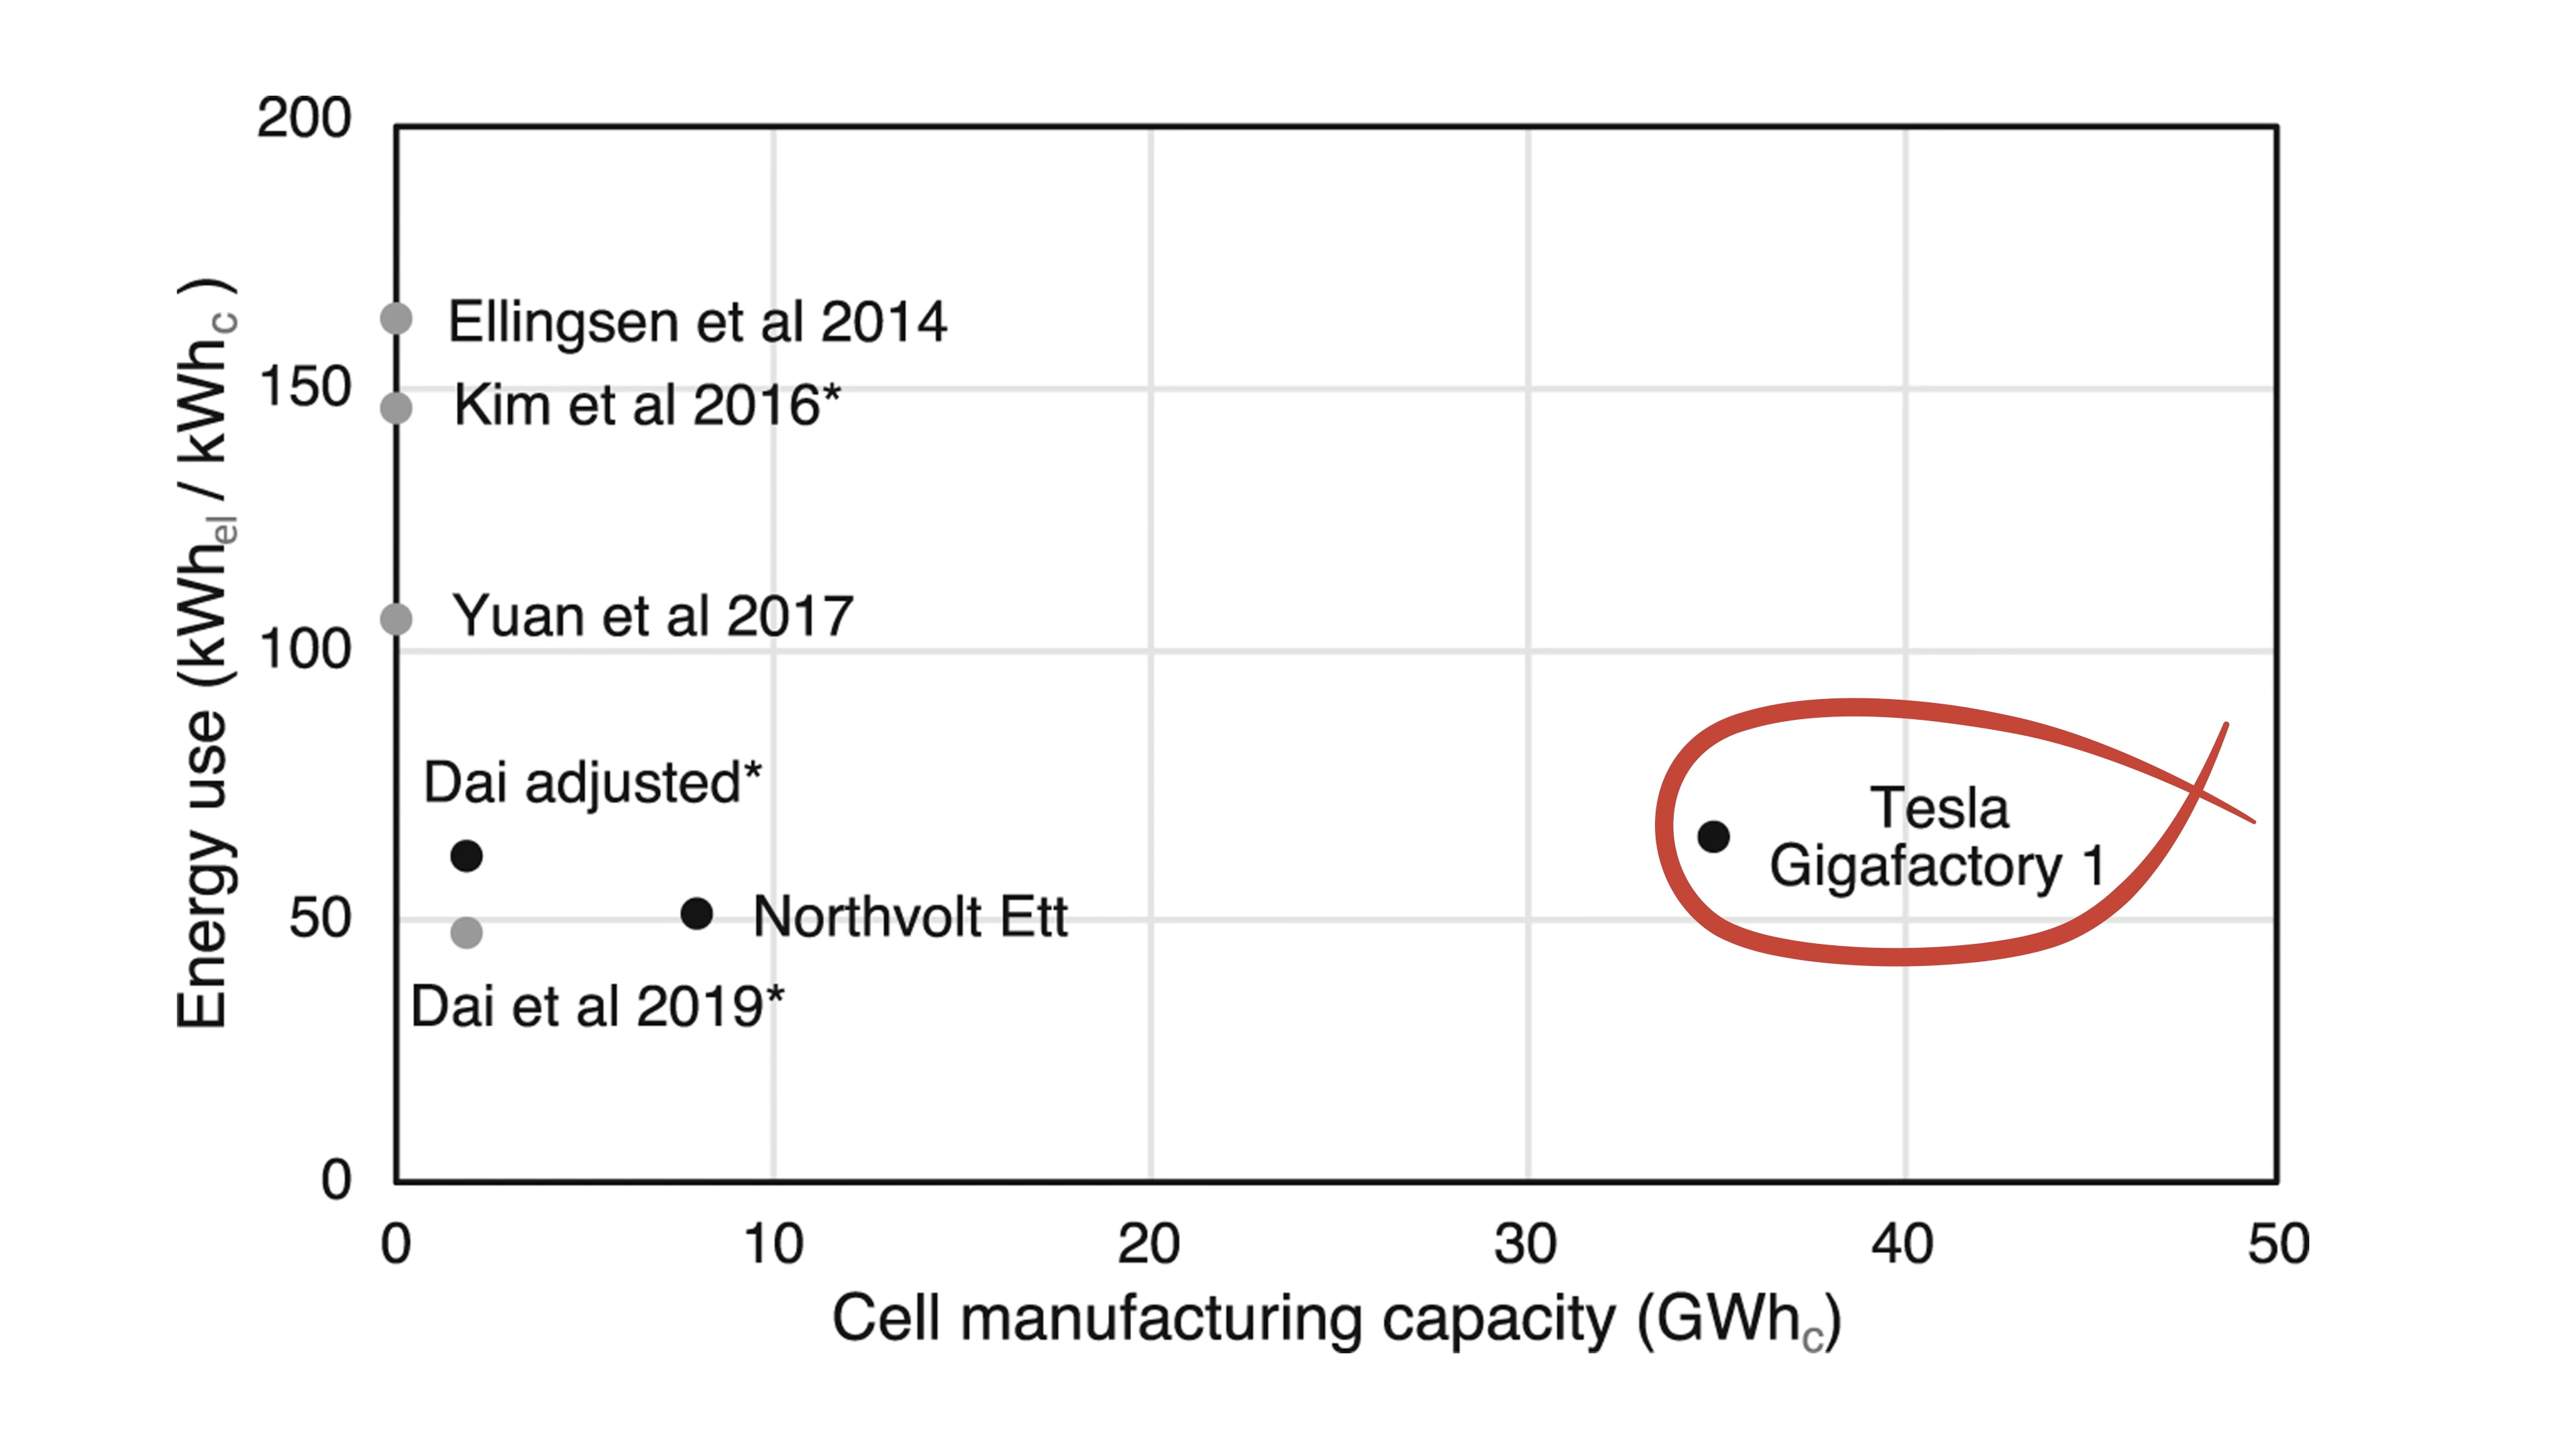 200
150
100
50
0
Energy use (kWhel / kWhc)
Ellingsen et al 2014
Kim et al 2016*
Yuan et al 2017
Dai adjusted*
Northvolt Ett
Dai et al 2019*
Tesla
Gigafactory 1
0 10 20 30 40 50
Cell manufacturing capacity (GWhc)